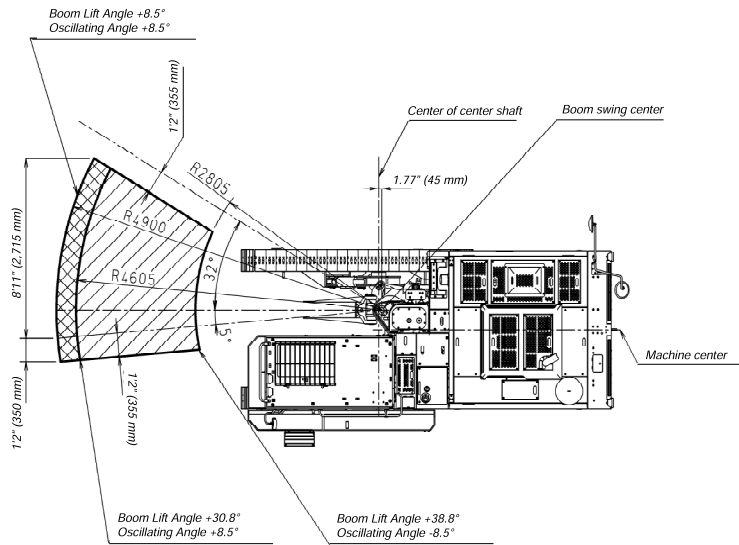 Boom Lift Angle +8.5°
Oscillating Angle +8.5°
1'2" (355 mm)
Center of center shaft
Boom swing center
1.77" (45 mm)
R2805
R4900
8'11" (2,715 mm)
R4605
32°
5°
Machine center
1'2" (350 mm)
1'2" (355 mm)
Boom Lift Angle +30.8°
Oscillating Angle +8.5°
Boom Lift Angle +38.8°
Oscillating Angle -8.5°